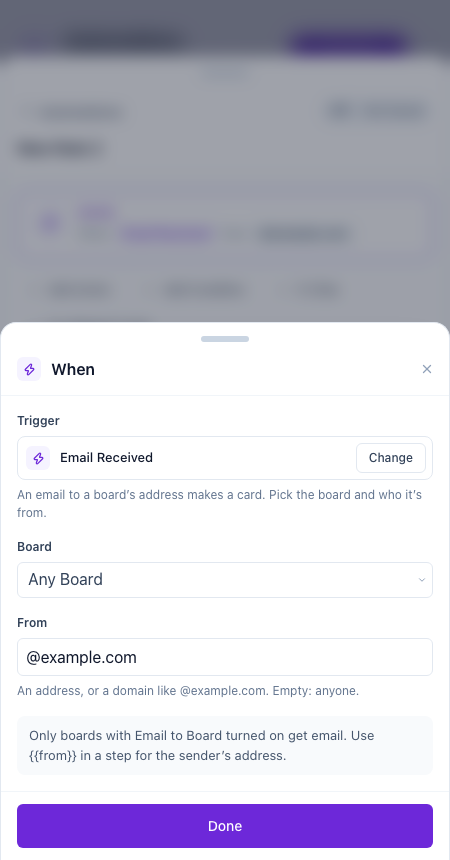 When
Trigger
Email Received
Change
An email to a board’s address makes a card. Pick the board and who it’s
from.
Board
Any Board
From
@example.com
An address, or a domain like @example.com. Empty: anyone.
Only boards with Email to Board turned on get email. Use
{{from}} in a step for the sender’s address.
Done